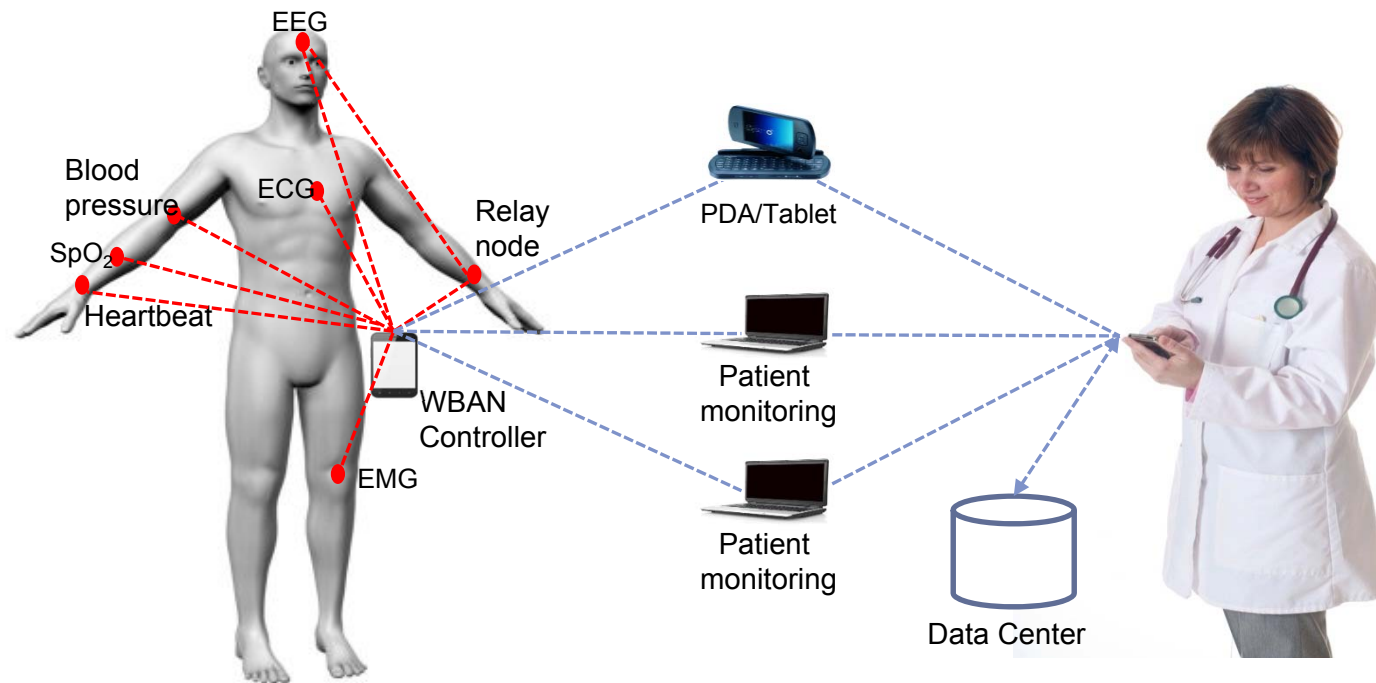 EEG
Blood
pressure
ECG
SpO₂
Heartbeat
Relay
node
WBAN
Controller
EMG
PDA/Tablet
Patient
monitoring
Patient
monitoring
Data Center